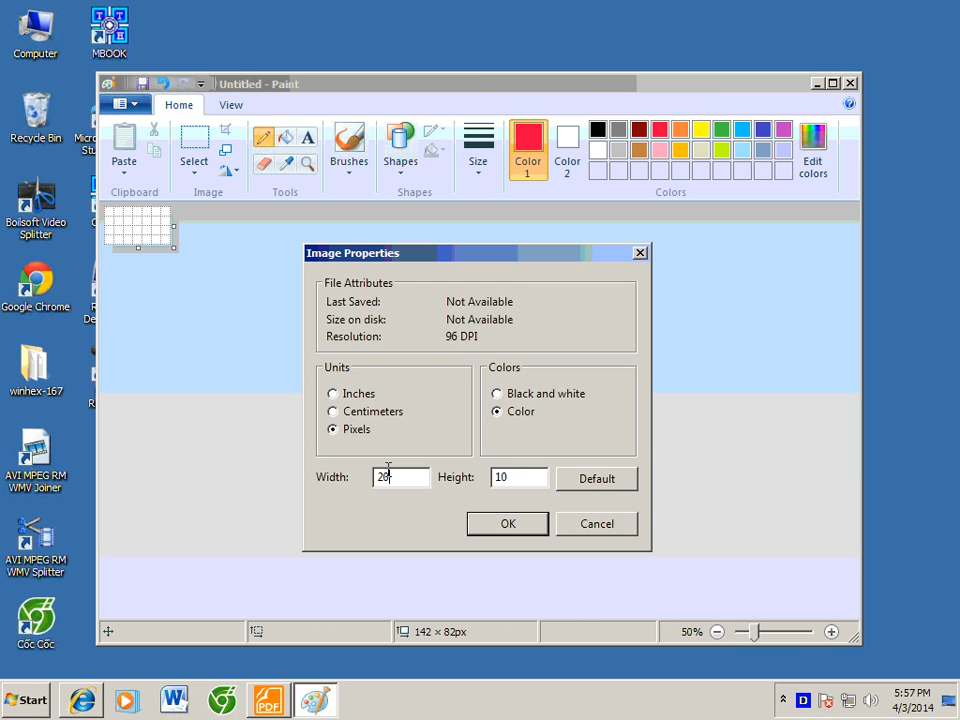 Computer
MBOOK
Recycle Bin
Boilsoft Video
Splitter
Google Chrome
winhex-167
AVI MPEG RM
WMV Joiner
AVI MPEG RM
WMV Splitter
Cốc Cốc
Untitled - Paint
Home View
Paste
Select
A
Brushes
Shapes
Size
Color
1
Color
2
Edit
colors
Clipboard Image Tools Shapes Colors
Image Properties
File Attributes
Last Saved: Not Available
Size on disk: Not Available
Resolution: 96 DPI
Units
Inches
Centimeters
Pixels
Colors
Black and white
Color
Width: 20 Height: 10 Default
OK Cancel
142 × 82px 50%
Start
W
PDF
D
5:57 PM
4/3/2014